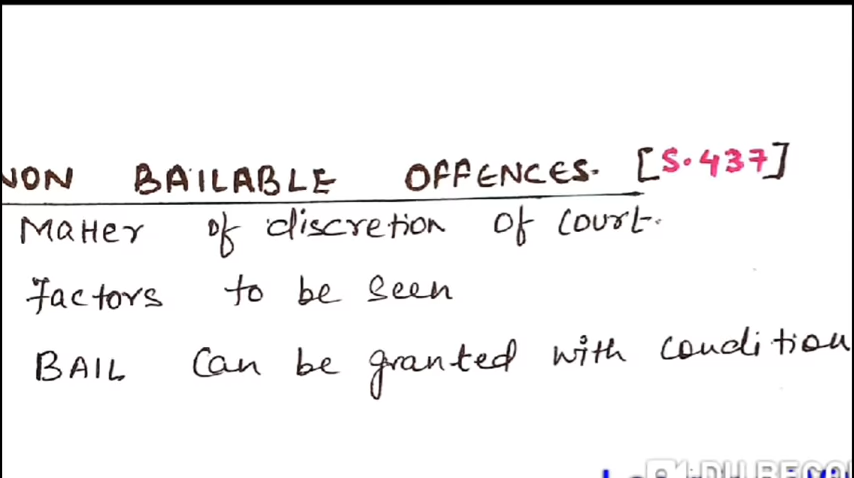 NON BAILABLE OFFENCES. [S.437]
Matter of discretion of court.
Factors to be seen
BAIL can be granted with condition